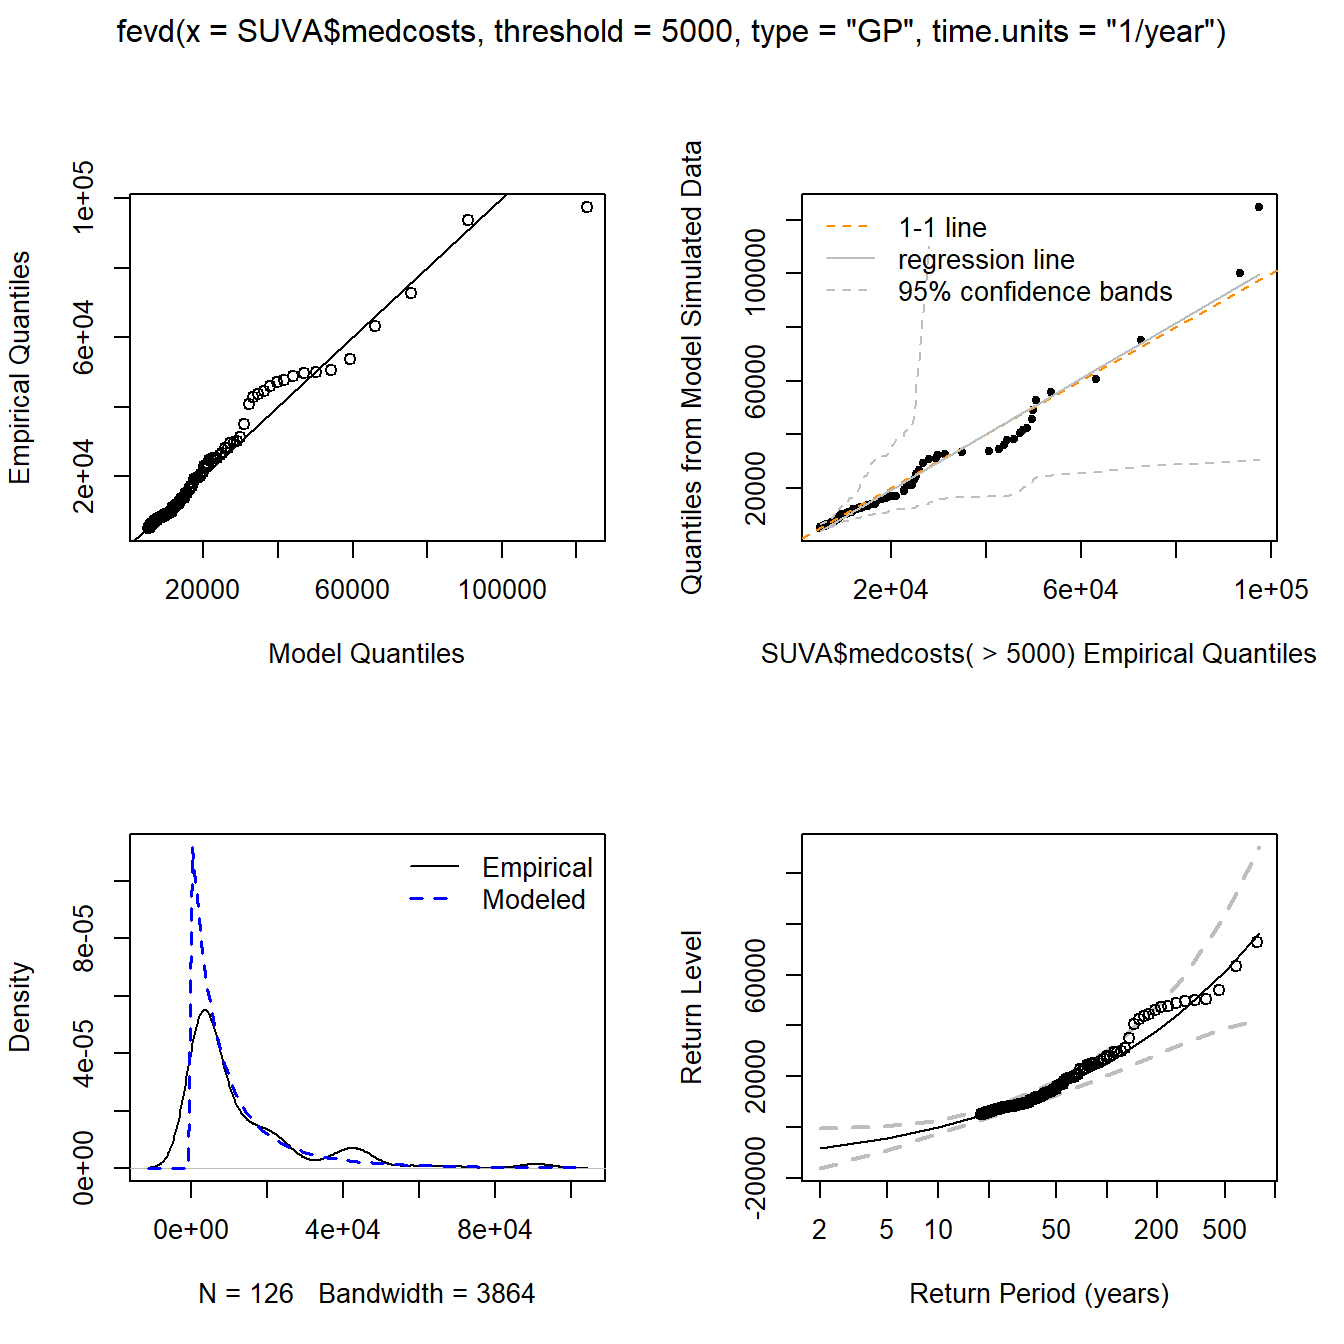 fevd(x = SUVA$medcosts, threshold = 5000, type = "GP", time.units = "1/year")
Empirical Quantiles
2e+04
6e+04
1e+05
20000
60000
100000
Model Quantiles
Quantiles from Model Simulated Data
20000
60000
100000
1-1 line
regression line
95% confidence bands
2e+04
6e+04
1e+05
SUVA$medcosts( > 5000) Empirical Quantiles
Density
0e+00
4e-05
8e-05
Empirical
Modeled
0e+00
4e+04
8e+04
N = 126   Bandwidth = 3864
Return Level
-20000
20000
60000
2
5
10
50
200
500
Return Period (years)